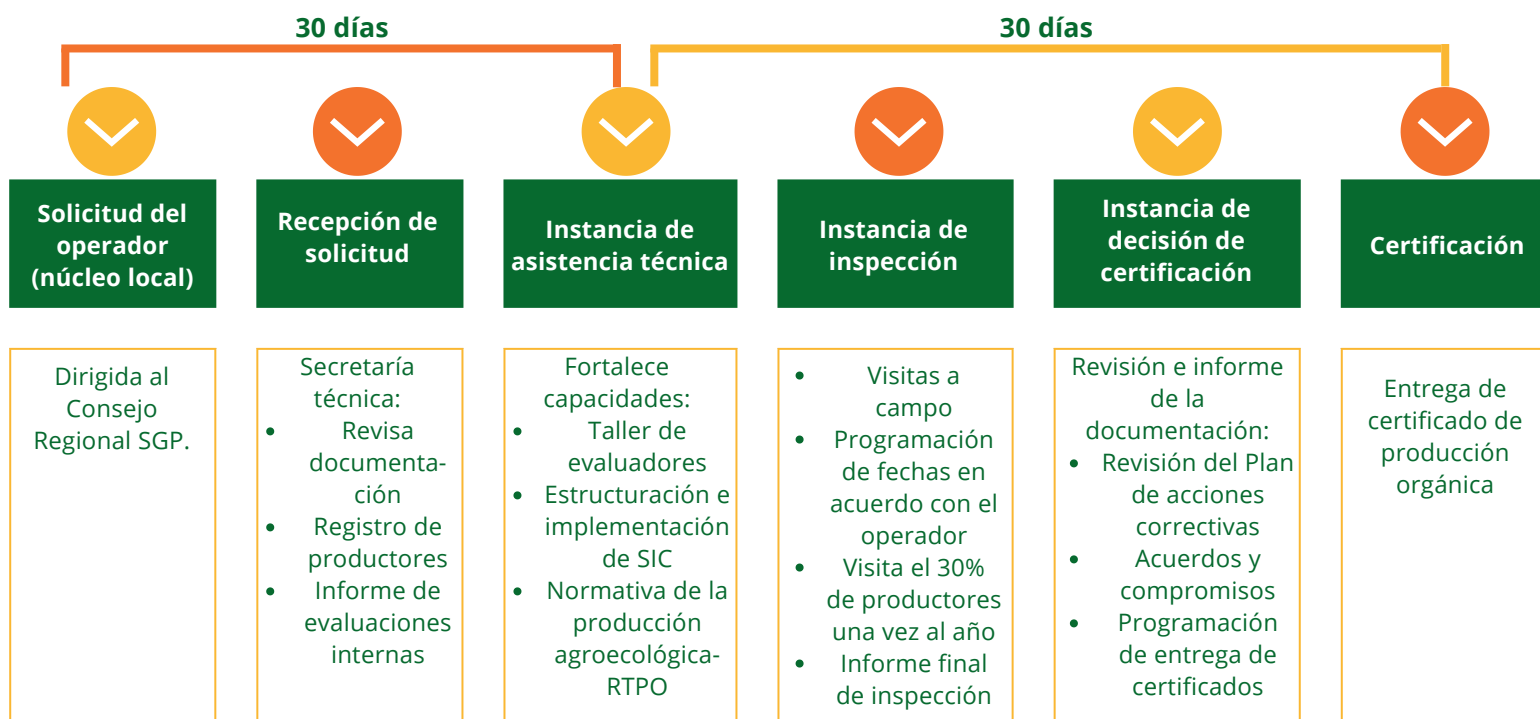 30 días
30 días
Solicitud del
operador
(núcleo local)
Recepción de
solicitud
Instancia de
asistencia técnica
Instancia de
inspección
Instancia de
decisión de
certificación
Certificación
Dirigida al
Consejo
Regional SGP.
Secretaría
técnica:
• Revisa
documenta-
ción
• Registro de
productores
• Informe de
evaluaciones
internas
Fortalece
capacidades:
• Taller de
evaluadores
• Estructuración e
implementación
de SIC
• Normativa de la
producción
agroecológica-
RTPO
• Visitas a
campo
• Programación
de fechas en
acuerdo con el
operador
• Visita el 30%
de productores
una vez al año
• Informe final
de inspección
Revisión e informe
de la
documentación:
• Revisión del Plan
de acciones
correctivas
• Acuerdos y
compromisos
• Programación
de entrega de
certificados
Entrega de
certificado de
producción
orgánica